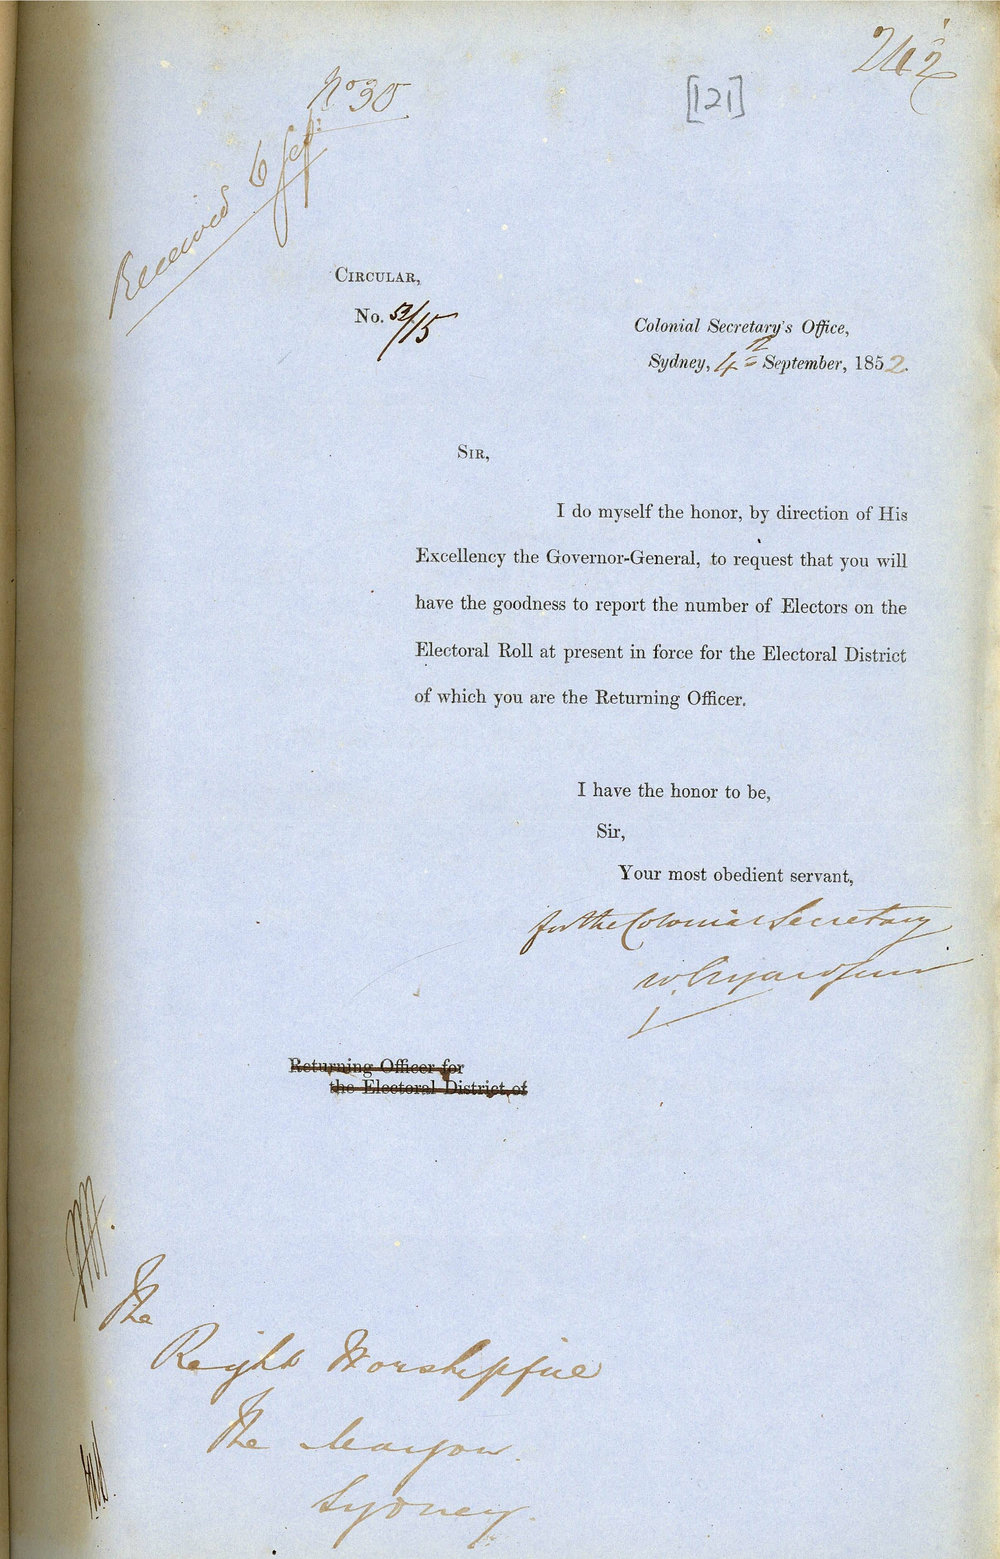 242
No 30
[121]
Received 6 Sep:
CIRCULAR,
No. 52/15
Colonial Secretary's Office,
Sydney, 4th September, 1852.
SIR,
I do myself the honor, by direction of His
Excellency the Governor-General, to request that you will
have the goodness to report the number of Electors on the
Electoral Roll at present in force for the Electoral District
of which you are the Returning Officer.
I have the honor to be,
Sir,
Your most obedient servant,
for the Colonial Secretary
W. Elyard Junr
Returning Officer for
the Electoral District of
The
Right Worshipful
The Mayor
Sydney.